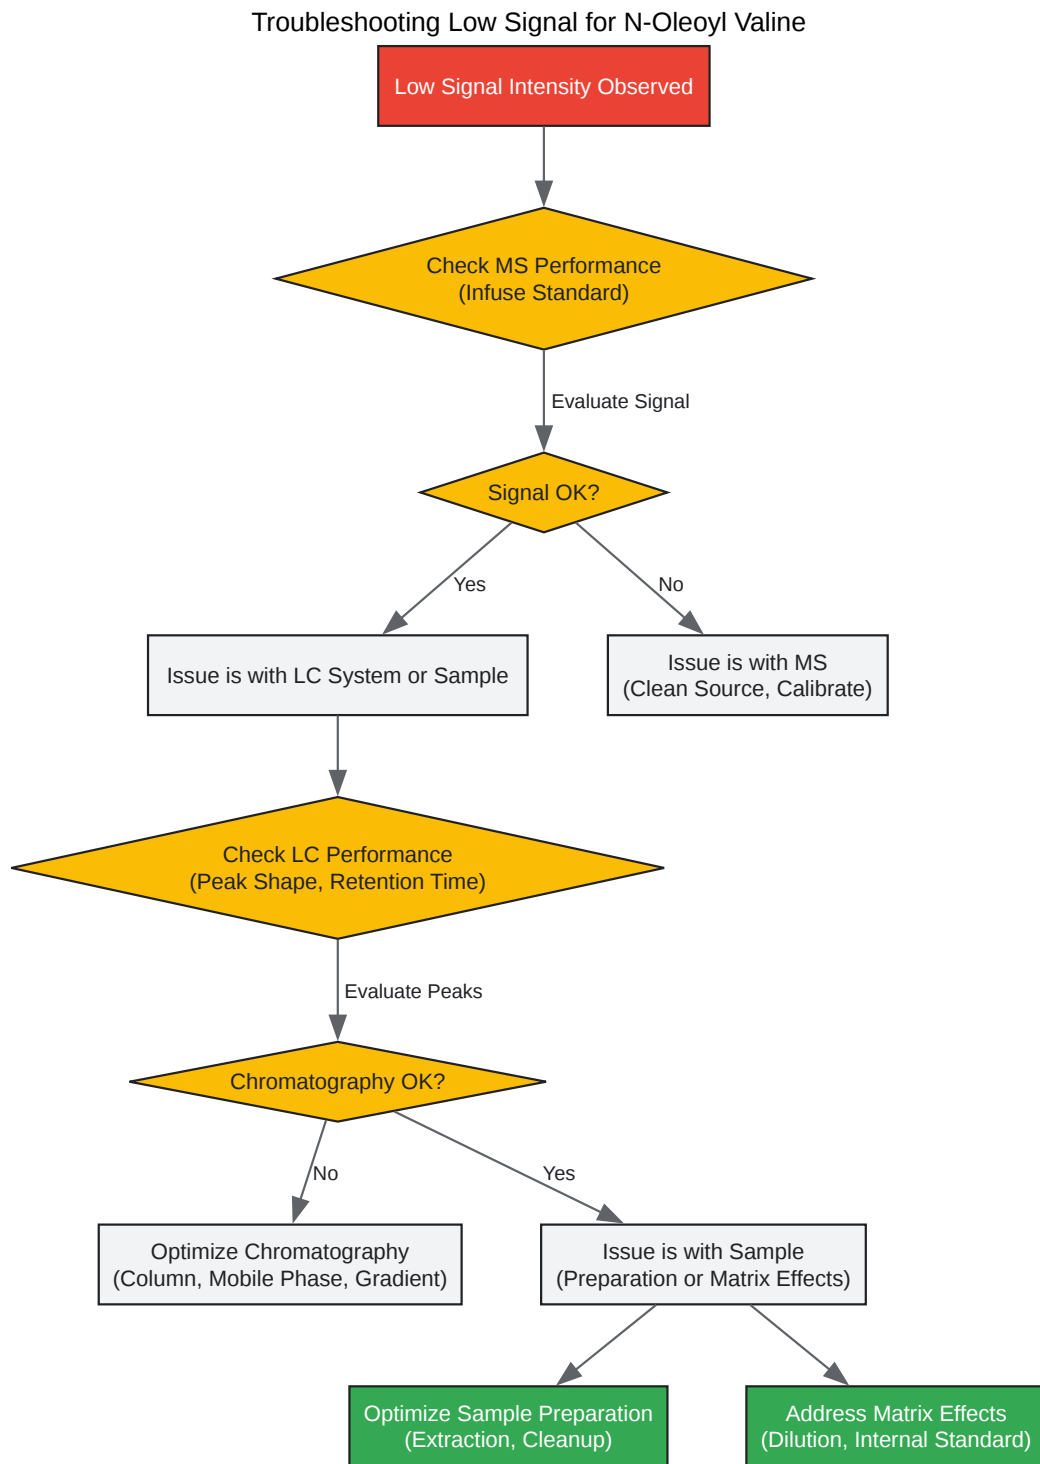 Troubleshooting Low Signal for N-Oleoyl Valine
Low Signal Intensity Observed
Check MS Performance
(Infuse Standard)
Evaluate Signal
Signal OK?
Yes
No
Issue is with LC System or Sample
Issue is with MS
(Clean Source, Calibrate)
Check LC Performance
(Peak Shape, Retention Time)
Evaluate Peaks
Chromatography OK?
No
Yes
Optimize Chromatography
(Column, Mobile Phase, Gradient)
Issue is with Sample
(Preparation or Matrix Effects)
Optimize Sample Preparation
(Extraction, Cleanup)
Address Matrix Effects
(Dilution, Internal Standard)